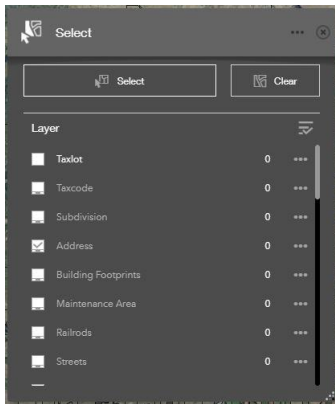 Select
Select Clear
Layer
Taxlot 0
Taxcode 0
Subdivision 0
Address 0
Building Footprints 0
Maintenance Area 0
Railrods 0
Streets 0